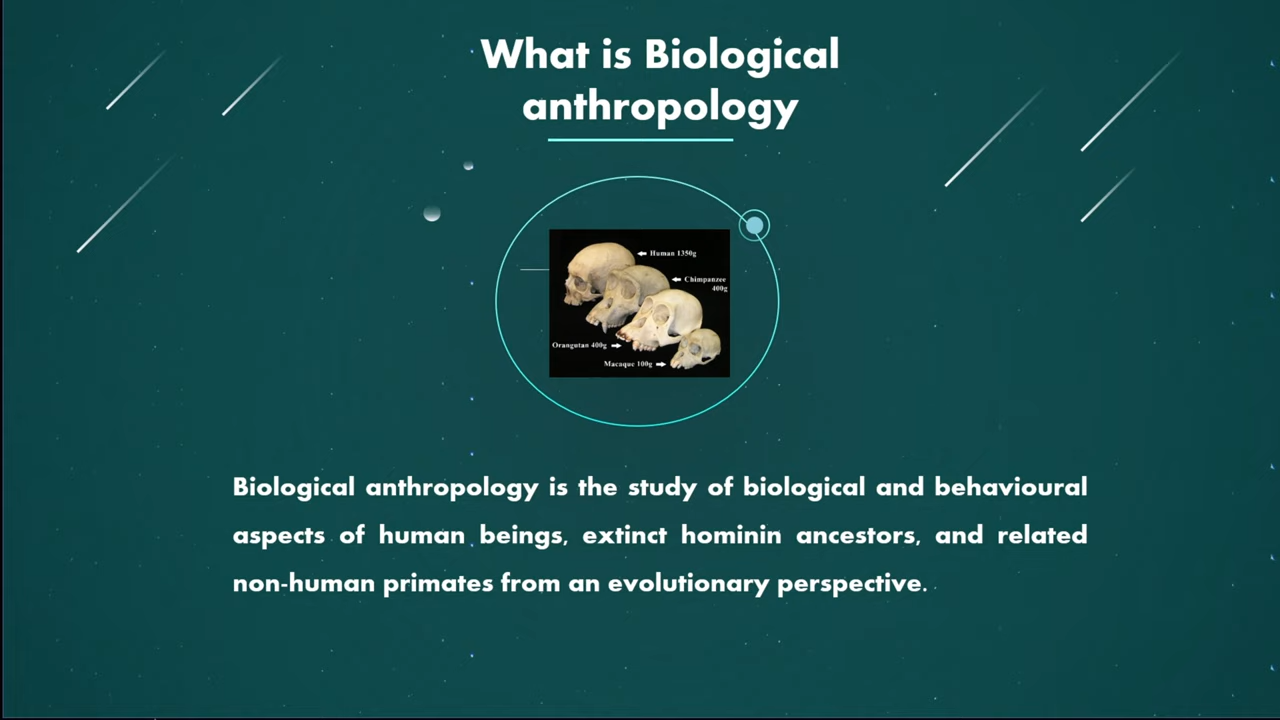 What is Biological
anthropology
Human 1350g
Chimpanzee
400g
Orangutan 400g
Macaque 100g
Biological anthropology is the study of biological and behavioural
aspects of human beings, extinct hominin ancestors, and related
non-human primates from an evolutionary perspective.